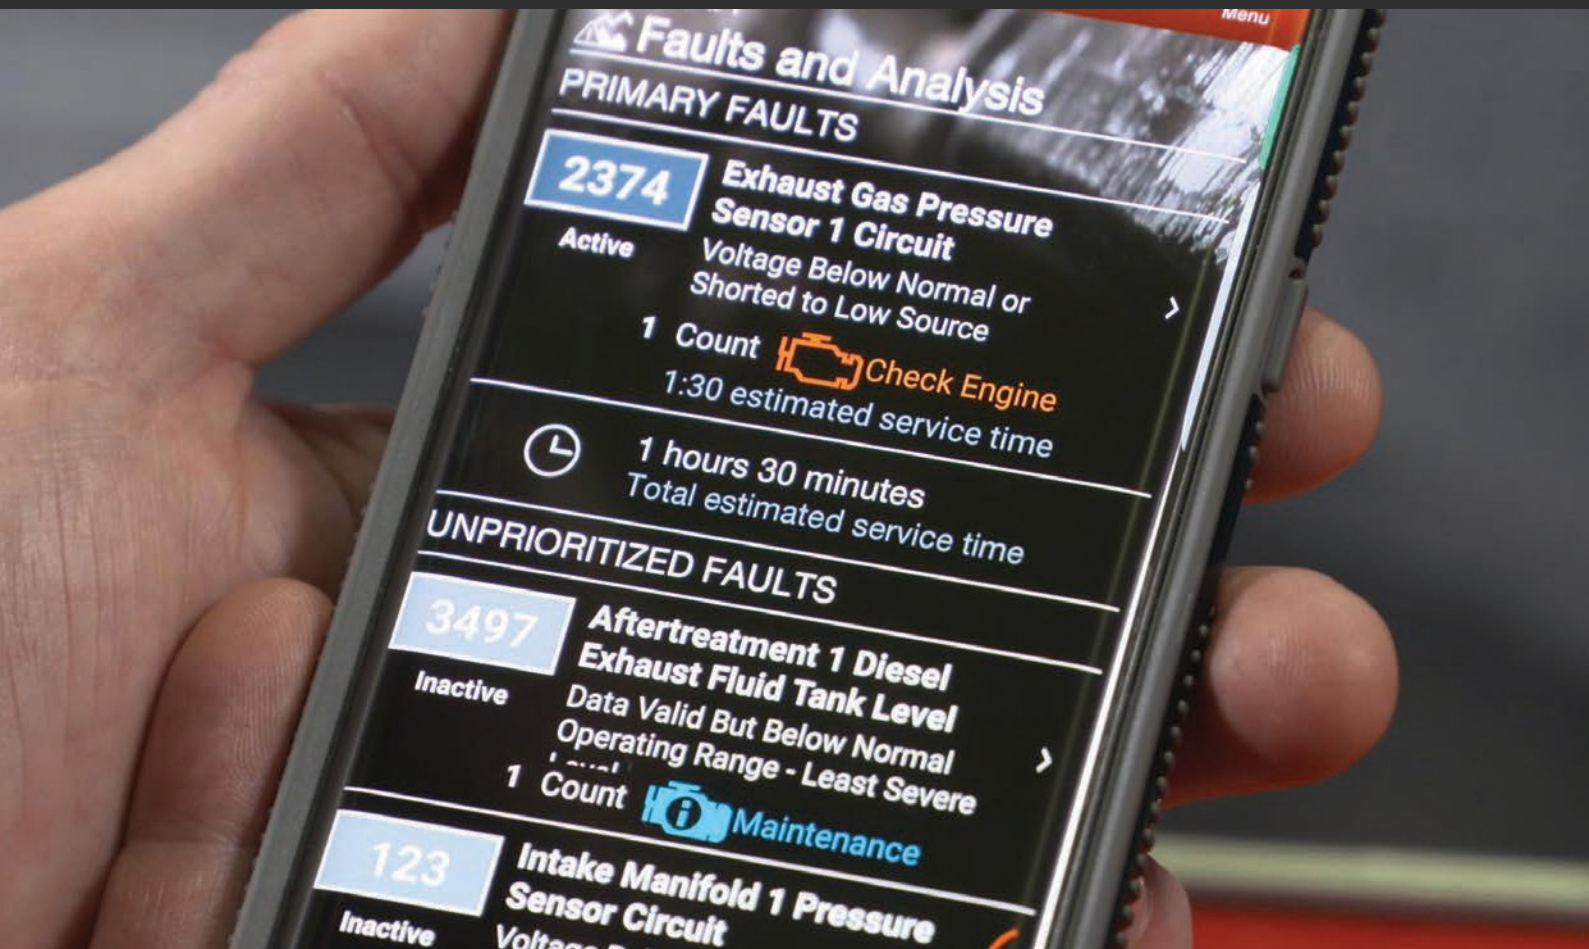 Menu
Faults and Analysis
PRIMARY FAULTS
2374
Active
Exhaust Gas Pressure
Sensor 1 Circuit
Voltage Below Normal or
Shorted to Low Source
1 Count Check Engine
1:30 estimated service time
1 hours 30 minutes
Total estimated service time
UNPRIORITIZED FAULTS
3497
Inactive
Aftertreatment 1 Diesel
Exhaust Fluid Tank Level
Data Valid But Below Normal
Operating Range - Least Severe
Level
1 Count Maintenance
123
Inactive
Intake Manifold 1 Pressure
Sensor Circuit
Voltage